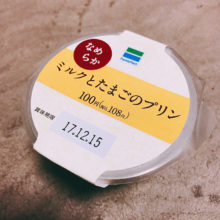 なめらか
FamilyMart
ミルクとたまごのプリン
100円(税込108円)
賞味期限
17.12.15